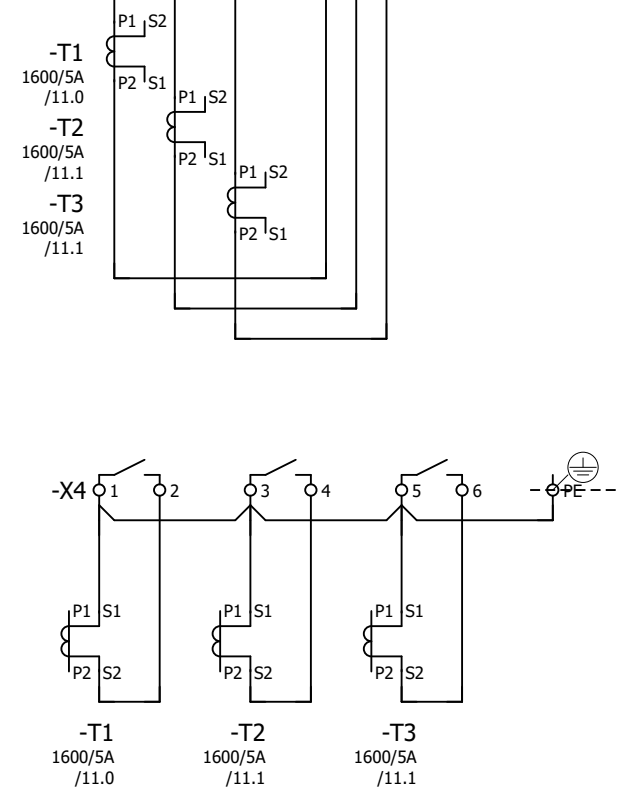 P1 S2
-T1
1600/5A
/11.0
P2 S1
P1 S2
-T2
1600/5A
/11.1
P2 S1
P1 S2
-T3
1600/5A
/11.1
P2 S1
-X4 1 2 3 4 5 6 PE
P1 S1 P1 S1 P1 S1
P2 S2 P2 S2 P2 S2
-T1 -T2 -T3
1600/5A 1600/5A 1600/5A
/11.0 /11.1 /11.1